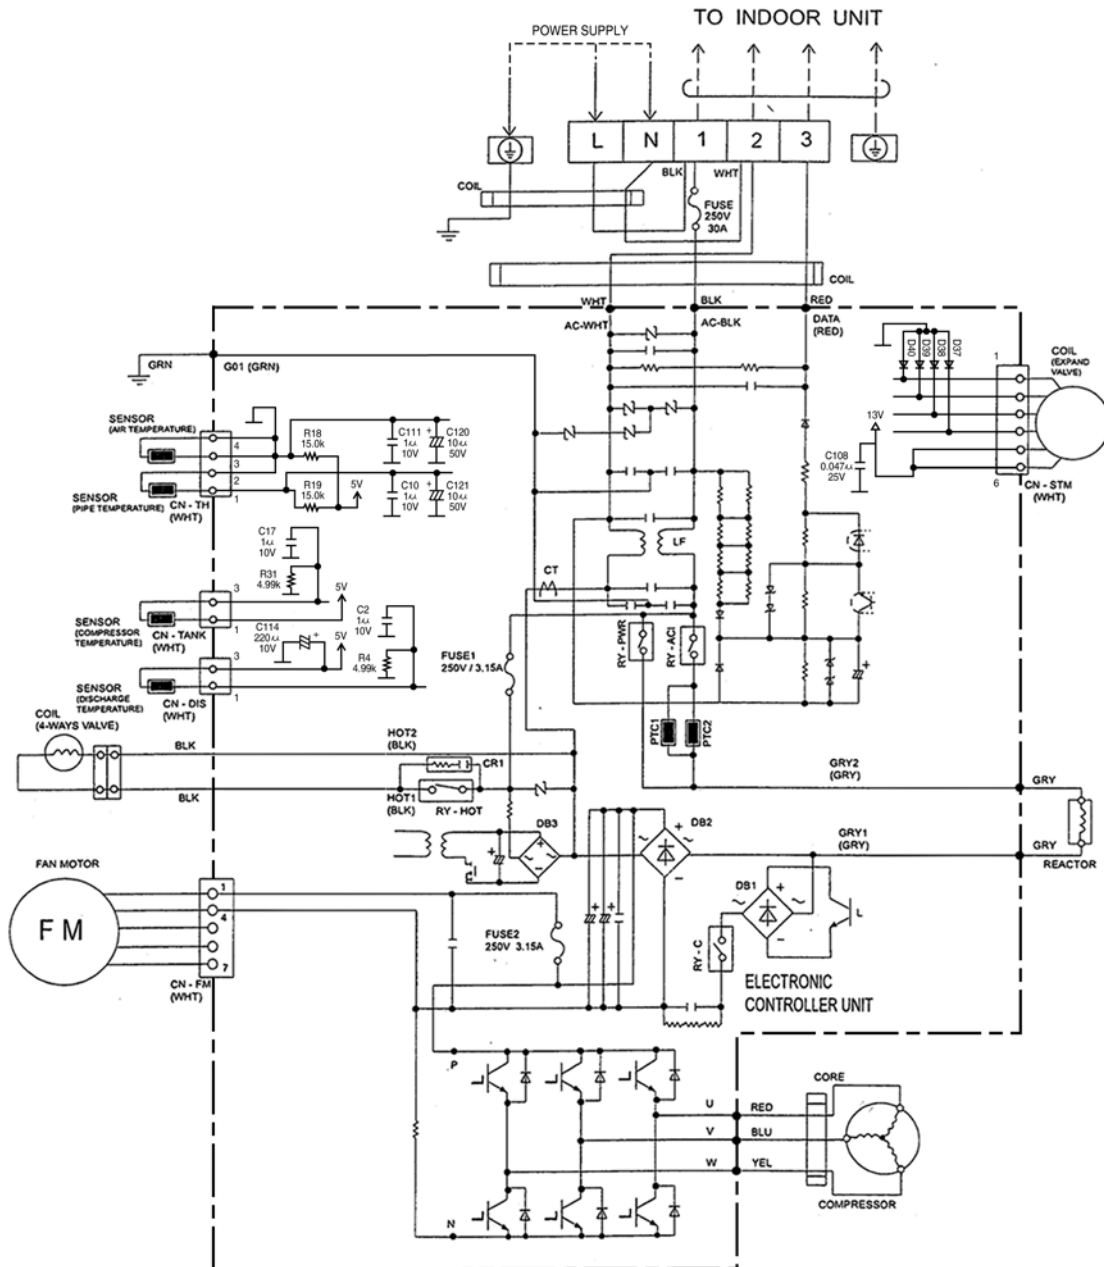 TO INDOOR UNIT
POWER SUPPLY
L N 1 2 3
BLK WHT
COIL
FUSE
250V
30A
COIL
WHT BLK RED
AC-WHT AC-BLK DATA
(RED)
GRN G01 (GRN)
D40 D39 D38 D37
1
COIL
(EXPAND
VALVE)
13V
C108
0.047u
25V
6
CN - STM
(WHT)
SENSOR
(AIR TEMPERATURE)
4
3
2
1
SENSOR
(PIPE TEMPERATURE)
CN - TH
(WHT)
R18
15.0k
R19
15.0k
5V
C111
1u
10V
C120
10u
50V
C10
1u
10V
C121
10u
50V
C17
1u
10V
R31
4.99k
5V
3
1
SENSOR
(COMPRESSOR
TEMPERATURE)
CN - TANK
(WHT)
C114
220u
10V
5V
C2
1u
10V
R4
4.99k
3
1
SENSOR
(DISCHARGE
TEMPERATURE)
CN - DIS
(WHT)
CT
LF
FUSE1
250V / 3.15A
RY - PWR
RY - ACI
PTC1
PTC2
COIL
(4-WAYS VALVE)
BLK
BLK
HOT2
(BLK)
CR1
HOT1
(BLK)
RY - HOT
GRY2
(GRY)
GRY
GRY1
(GRY)
GRY
REACTOR
DB3
DB2
DB1
L
RY - C
FAN MOTOR
F M
1
4
7
CN - FM
(WHT)
FUSE2
250V 3.15A
ELECTRONIC
CONTROLLER UNIT
P
L L L
U RED
V BLU
W YEL
CORE
COMPRESSOR
L L L
N